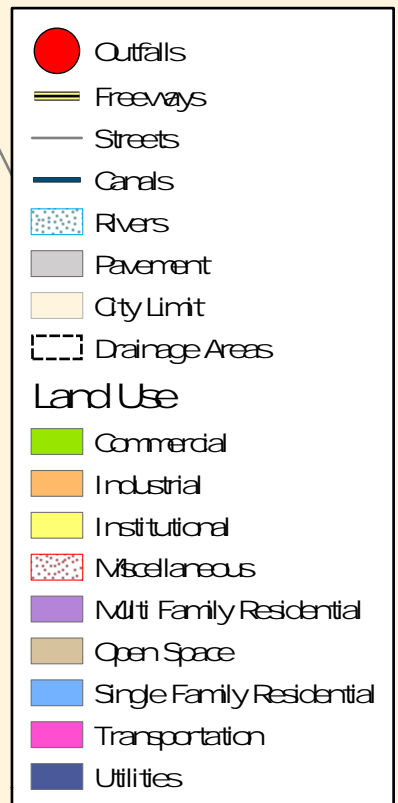 Outfalls
Freeways
Streets
Canals
Rivers
Pavement
City Limit
Drainage Areas
Land Use
Commercial
Industrial
Institutional
Miscellaneous
Multi Family Residential
Open Space
Single Family Residential
Transportation
Utilities